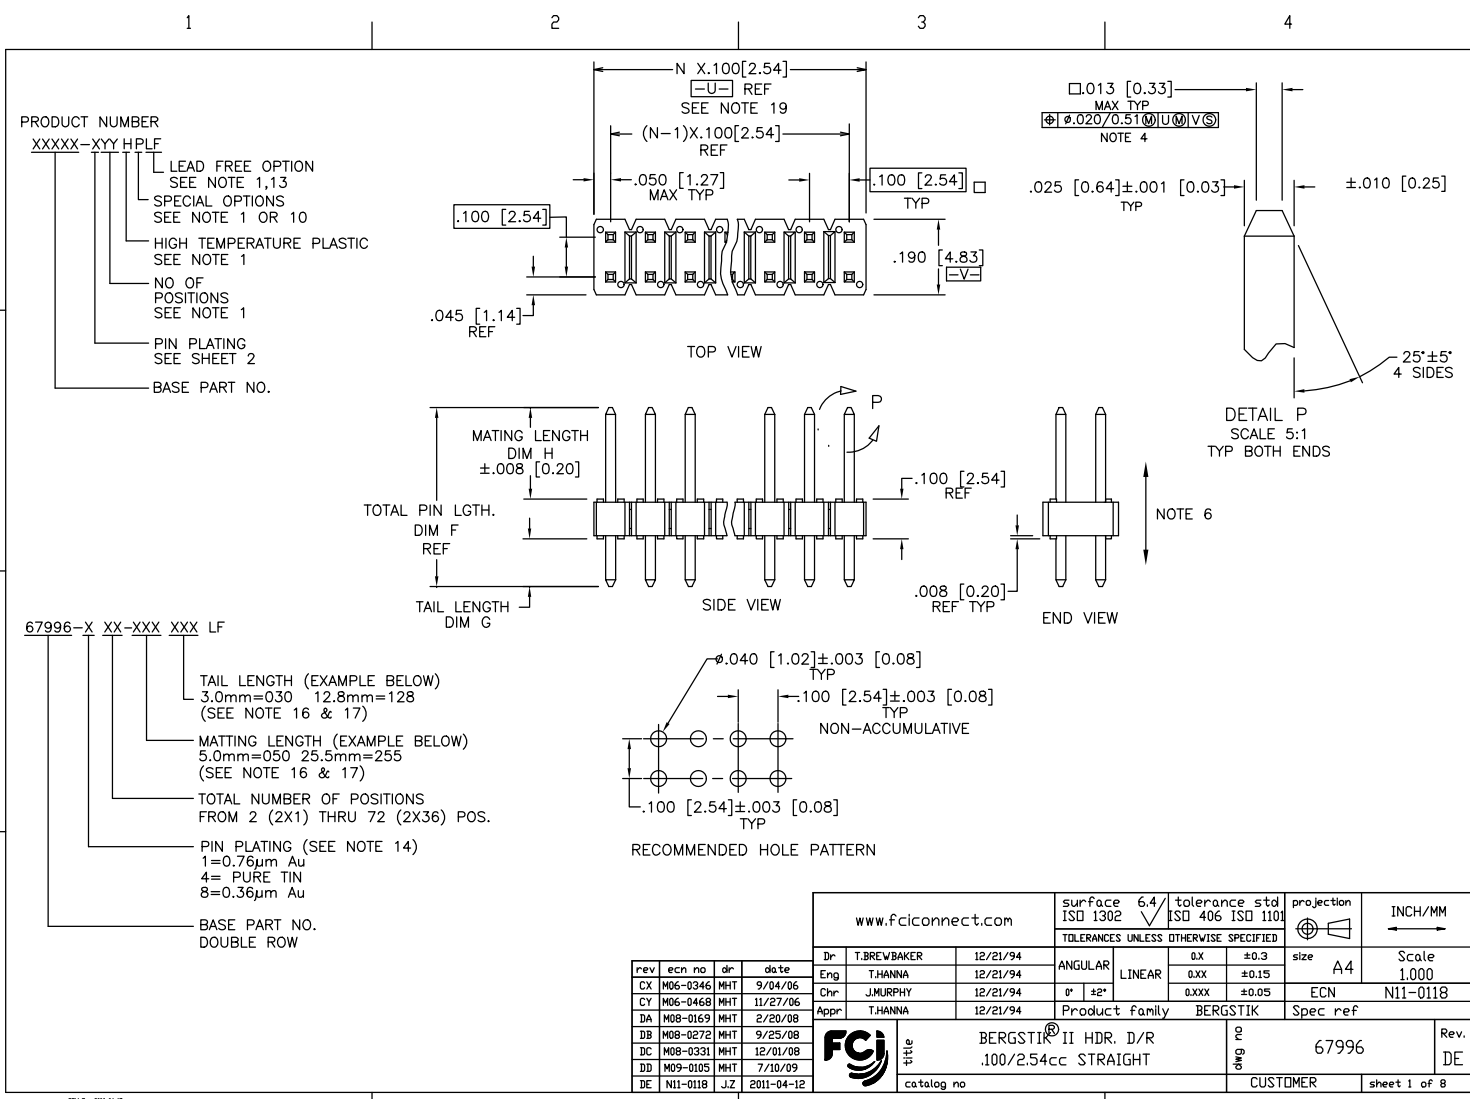 1 2 3 4
PRODUCT NUMBER
XXXXX-XYY HPLF
LEAD FREE OPTION
SEE NOTE 1,13
SPECIAL OPTIONS
SEE NOTE 1 OR 10
HIGH TEMPERATURE PLASTIC
SEE NOTE 1
NO OF
POSITIONS
SEE NOTE 1
PIN PLATING
SEE SHEET 2
BASE PART NO.
N X.100[2.54]
-U- REF
SEE NOTE 19
(N-1)X.100[2.54]
REF
.050 [1.27]
MAX TYP
.100 [2.54] □
TYP
.100 [2.54]
.190 [4.83]
-V-
.045 [1.14]
REF
TOP VIEW
□.013 [0.33]
MAX TYP
⌖ ø.020/0.51Ⓜ U Ⓜ V Ⓢ
NOTE 4
.025 [0.64]±.001 [0.03]
TYP
±.010 [0.25]
25°±5°
4 SIDES
DETAIL P
SCALE 5:1
TYP BOTH ENDS
P
MATING LENGTH
DIM H
±.008 [0.20]
TOTAL PIN LGTH.
DIM F
REF
TAIL LENGTH
DIM G
.100 [2.54]
REF
.008 [0.20]
REF TYP
SIDE VIEW
NOTE 6
END VIEW
67996-X XX-XXX XXX LF
TAIL LENGTH (EXAMPLE BELOW)
3.0mm=030 12.8mm=128
(SEE NOTE 16 & 17)
MATTING LENGTH (EXAMPLE BELOW)
5.0mm=050 25.5mm=255
(SEE NOTE 16 & 17)
TOTAL NUMBER OF POSITIONS
FROM 2 (2X1) THRU 72 (2X36) POS.
PIN PLATING (SEE NOTE 14)
1=0.76µm Au
4= PURE TIN
8=0.36µm Au
BASE PART NO.
DOUBLE ROW
ø.040 [1.02]±.003 [0.08]
TYP
.100 [2.54]±.003 [0.08]
TYP
NON-ACCUMULATIVE
.100 [2.54]±.003 [0.08]
TYP
RECOMMENDED HOLE PATTERN
rev ecn no dr date
CX M06-0346 MHT 9/04/06
CY M06-0468 MHT 11/27/06
DA M08-0169 MHT 2/20/08
DB M08-0272 MHT 9/25/08
DC M08-0331 MHT 12/01/08
DD M09-0105 MHT 7/10/09
DE N11-0118 J.Z 2011-04-12
www.fciconnect.com
surface 6.4
ISO 1302
tolerance std
ISO 406 ISO 1101
projection
INCH/MM
TOLERANCES UNLESS OTHERWISE SPECIFIED
Dr T.BREWBAKER 12/21/94
Eng T.HANNA 12/21/94
Chr J.MURPHY 12/21/94
Appr T.HANNA 12/21/94
ANGULAR
0° ±2°
LINEAR
0.X ±0.3
0.XX ±0.15
0.XXX ±0.05
size A4
Scale
1.000
ECN N11-0118
Product family BERGSTIK
Spec ref
FCi
title
BERGSTIK® II HDR. D/R
.100/2.54cc STRAIGHT
dwg no
67996
Rev.
DE
catalog no
CUSTOMER
sheet 1 of 8